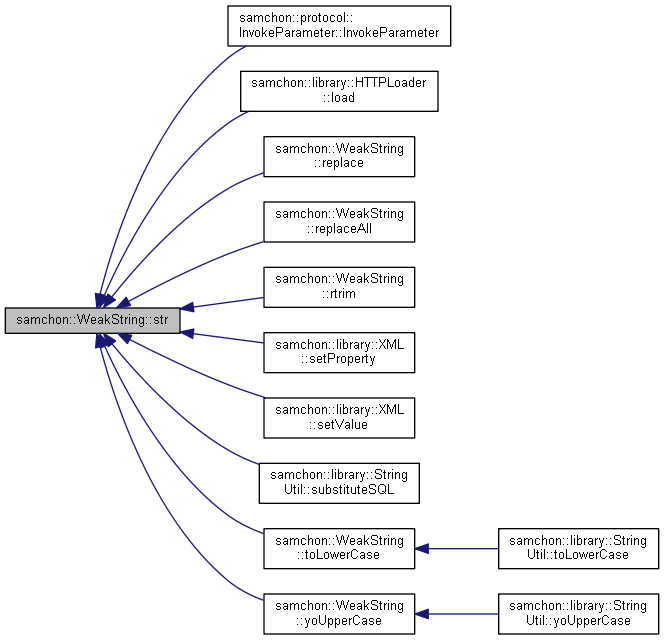 samchon::protocol::
InvokeParameter::InvokeParameter
samchon::library::HTTPLoader
::load
samchon::WeakString
::replace
samchon::WeakString
::replaceAll
samchon::WeakString
::rtrim
samchon::WeakString::str
samchon::library::XML
::setProperty
samchon::library::XML
::setValue
samchon::library::String
Util::substituteSQL
samchon::WeakString
::toLowerCase
samchon::library::String
Util::toLowerCase
samchon::WeakString
::yoUpperCase
samchon::library::String
Util::yoUpperCase